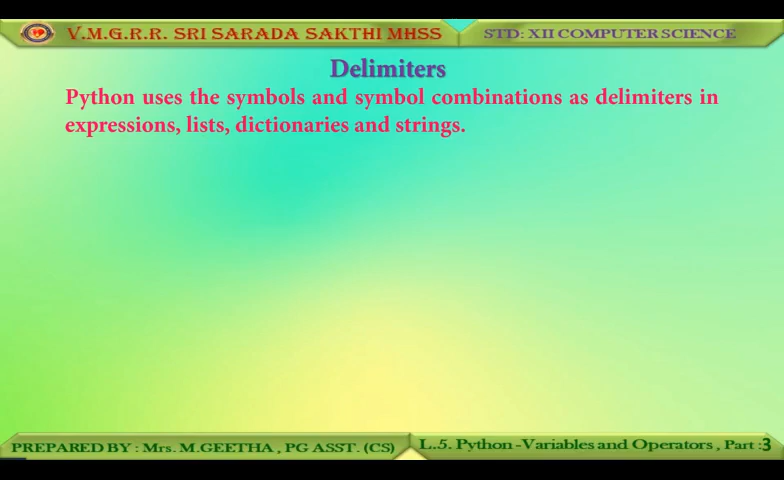 V.M.G.R.R. SRI SARADA SAKTHI MHSS
STD: XII COMPUTER SCIENCE
Delimiters
Python uses the symbols and symbol combinations as delimiters in
expressions, lists, dictionaries and strings.
PREPARED BY : Mrs. M.GEETHA , PG ASST. (CS)
L.5. Python -Variables and Operators , Part :3